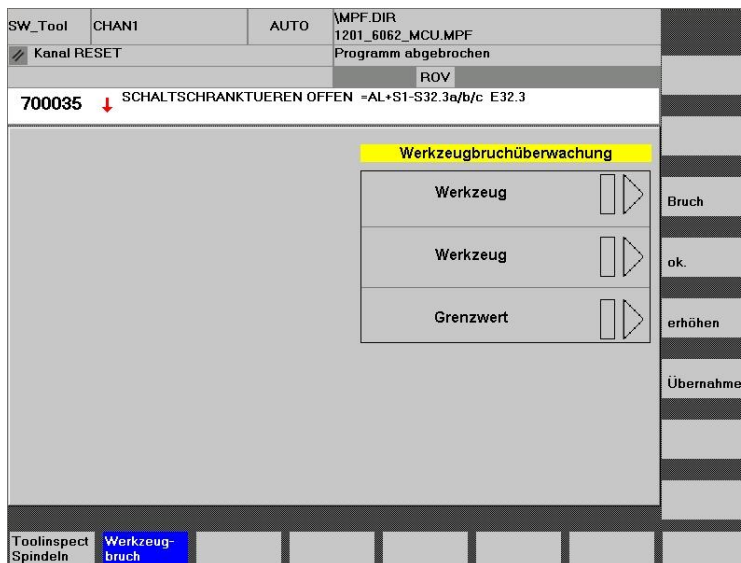 SW_Tool CHAN1 AUTO \MPF.DIR
1201_6062_MCU.MPF
Kanal RESET Programm abgebrochen
ROV
700035 SCHALTSCHRANKTUEREN OFFEN =AL+S1-S32.3a/b/c E32.3
Werkzeugbruchüberwachung
Werkzeug
Bruch
Werkzeug
ok.
Grenzwert
erhöhen
Übernahme
Toolinspect
Spindeln
Werkzeug-
bruch